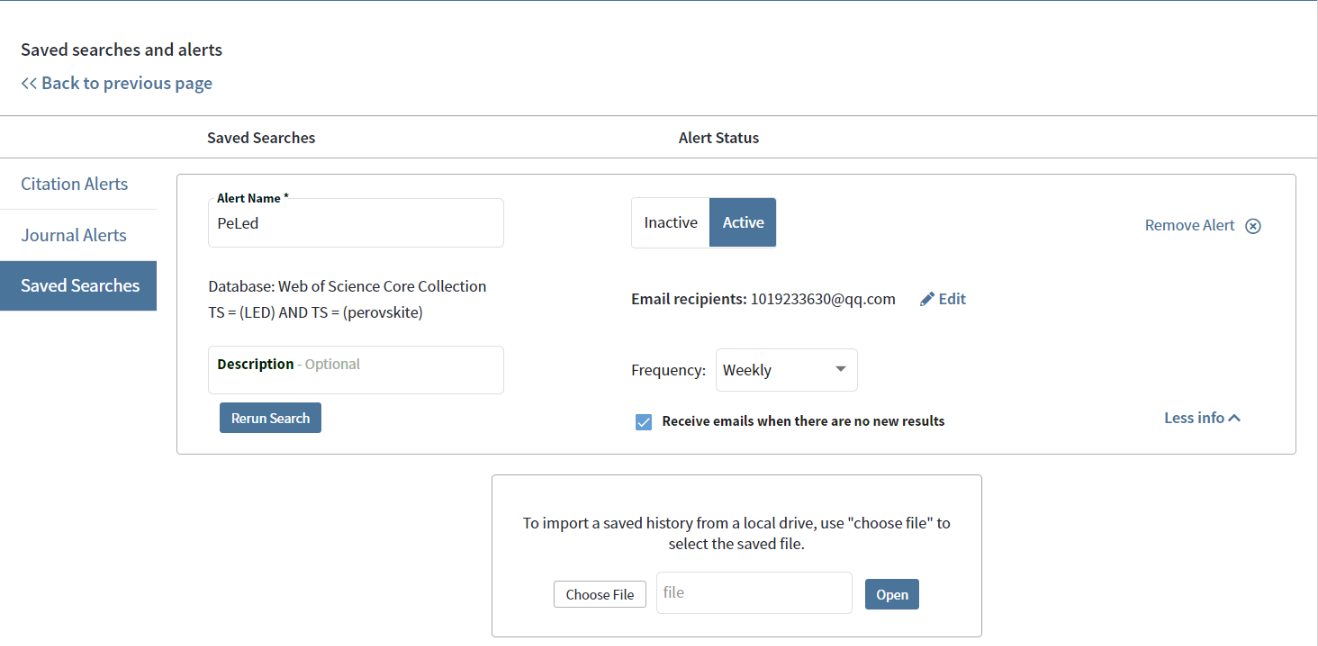 Saved searches and alerts
<< Back to previous page
Saved Searches
Alert Status
Citation Alerts
Journal Alerts
Saved Searches
Alert Name *
PeLed
Inactive
Active
Remove Alert
Database: Web of Science Core Collection
TS = (LED) AND TS = (perovskite)
Email recipients: 1019233630@qq.com
Edit
Description - Optional
Frequency:
Weekly
Rerun Search
Receive emails when there are no new results
Less info
To import a saved history from a local drive, use "choose file" to
select the saved file.
Choose File
file
Open